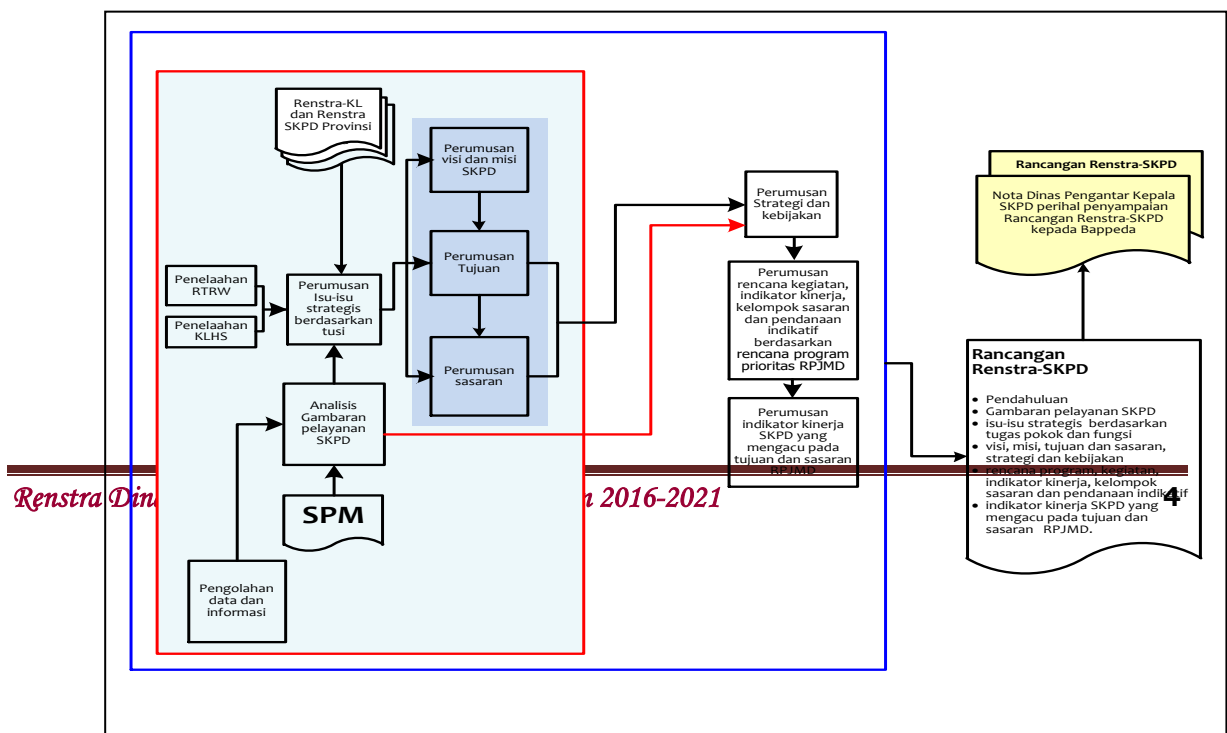 Renstra-KL
dan Renstra
SKPD Provinsi
Perumusan
visi dan misi
SKPD
Perumusan
Tujuan
Perumusan
sasaran
Penelaahan
RTRW
Penelaahan
KLHS
Perumusan
Isu-isu
strategis
berdasarkan
tusi
Analisis
Gambaran
pelayanan
SKPD
SPM
Pengolahan
data dan
informasi
Perumusan
Strategi dan
kebijakan
Perumusan
rencana kegiatan,
indikator kinerja,
kelompok sasaran
dan pendanaan
indikatif
berdasarkan
rencana program
prioritas RPJMD
Perumusan
indikator kinerja
SKPD yang
mengacu pada
tujuan dan sasaran
RPJMD
Rancangan Renstra-SKPD
Nota Dinas Pengantar Kepala
SKPD perihal penyampaian
Rancangan Renstra-SKPD
kepada Bappeda
Rancangan
Renstra-SKPD
• Pendahuluan
• Gambaran pelayanan SKPD
• isu-isu strategis berdasarkan
tugas pokok dan fungsi
• visi, misi, tujuan dan sasaran,
strategi dan kebijakan
• rencana program, kegiatan,
indikator kinerja, kelompok
sasaran dan pendanaan indikatif
• indikator kinerja SKPD yang
mengacu pada tujuan dan
sasaran RPJMD.
Renstra 2016-2021
4